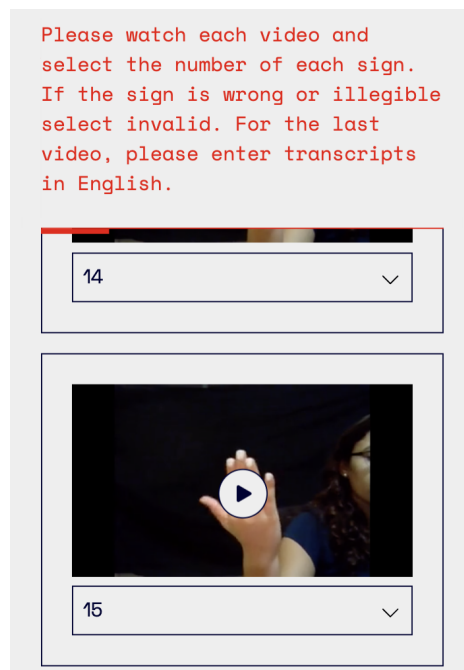 Please watch each video and
select the number of each sign.
If the sign is wrong or illegible
select invalid. For the last
video, please enter transcripts
in English.
14
15